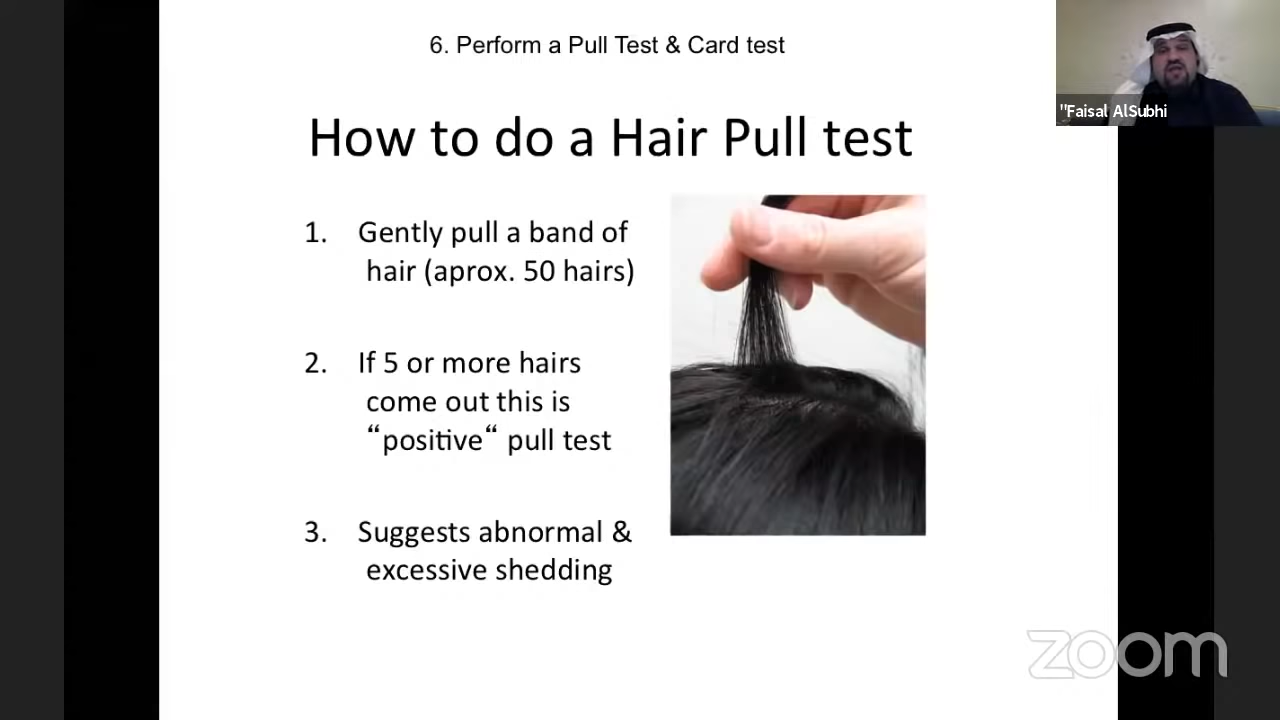 6. Perform a Pull Test & Card test
"Faisal AlSubhi
How to do a Hair Pull test
1. Gently pull a band of
hair (aprox. 50 hairs)
2. If 5 or more hairs
come out this is
“positive“ pull test
3. Suggests abnormal &
excessive shedding
zoom